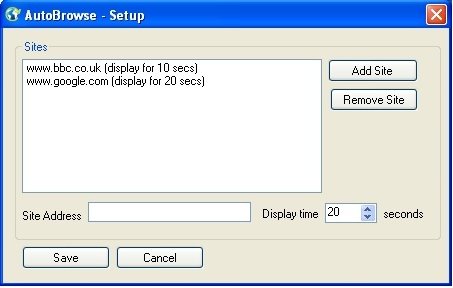 AutoBrowse - Setup
Sites
www.bbc.co.uk (display for 10 secs)
www.google.com (display for 20 secs)
Add Site
Remove Site
Site Address
Display time 20 seconds
Save
Cancel